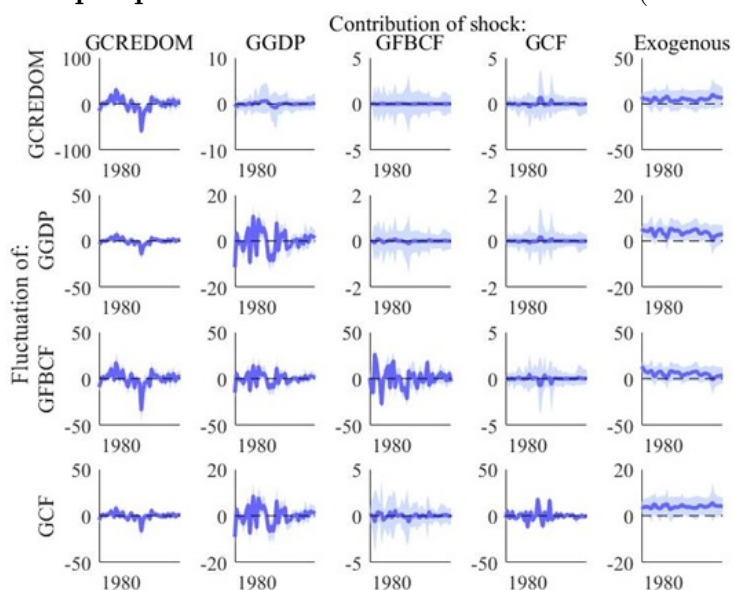 Contribution of shock:
GCREDOM GGDP GFBCF GCF Exogenous
Fluctuation of:
GCREDOM
100 0 -100 1980
10 0 -10 1980
5 0 -5 1980
5 0 -5 1980
50 0 -50 1980
GGDP
50 0 -50 1980
20 0 -20 1980
2 0 -2 1980
2 0 -2 1980
20 0 -20 1980
GFBCF
50 0 -50 1980
50 0 -50 1980
50 0 -50 1980
5 0 -5 1980
50 0 -50 1980
GCF
50 0 -50 1980
20 0 -20 1980
5 0 -5 1980
50 0 -50 1980
20 0 -20 1980